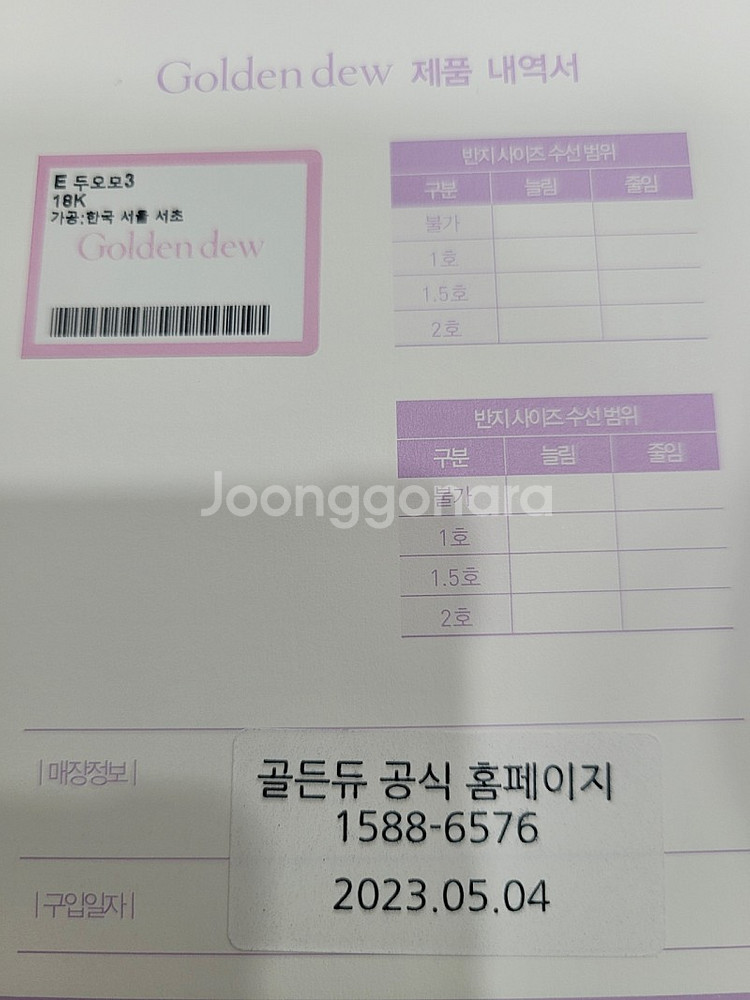 Golden dew 제품 내역서
E 두오모3
18K
가공:한국 서울 서초
Golden dew
반지 사이즈 수선 범위
구분 늘림 줄임
불가
1호
1.5호
2호
반지 사이즈 수선 범위
구분 늘림 줄임
불가
1호
1.5호
2호
Joonggonara
|매장정보|
골든듀 공식 홈페이지
1588-6576
|구입일자|
2023.05.04